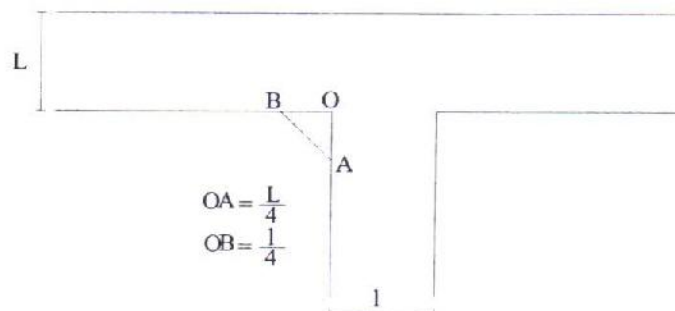 L
B O
A
OA = L/4
OB = l/4
l